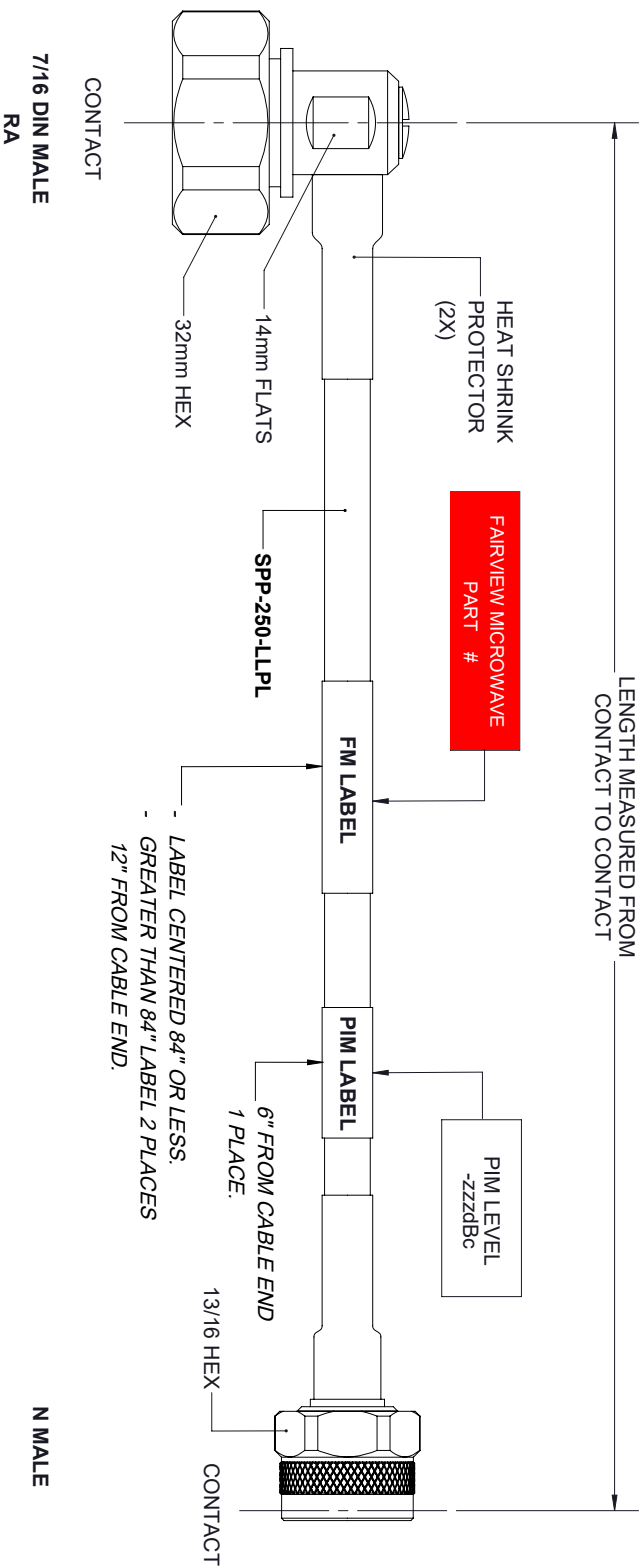 LENGTH MEASURED FROM
CONTACT TO CONTACT
HEAT SHRINK
PROTECTOR
(2X)
FAIRVIEW MICROWAVE
PART #
PIM LEVEL
-zzzdBc
FM LABEL
PIM LABEL
14mm FLATS
32mm HEX
SPP-250-LLPL
- LABEL CENTERED 84" OR LESS.
- GREATER THAN 84" LABEL 2 PLACES
12" FROM CABLE END.
6" FROM CABLE END
1 PLACE.
13/16 HEX
CONTACT
CONTACT
7/16 DIN MALE
RA
N MALE